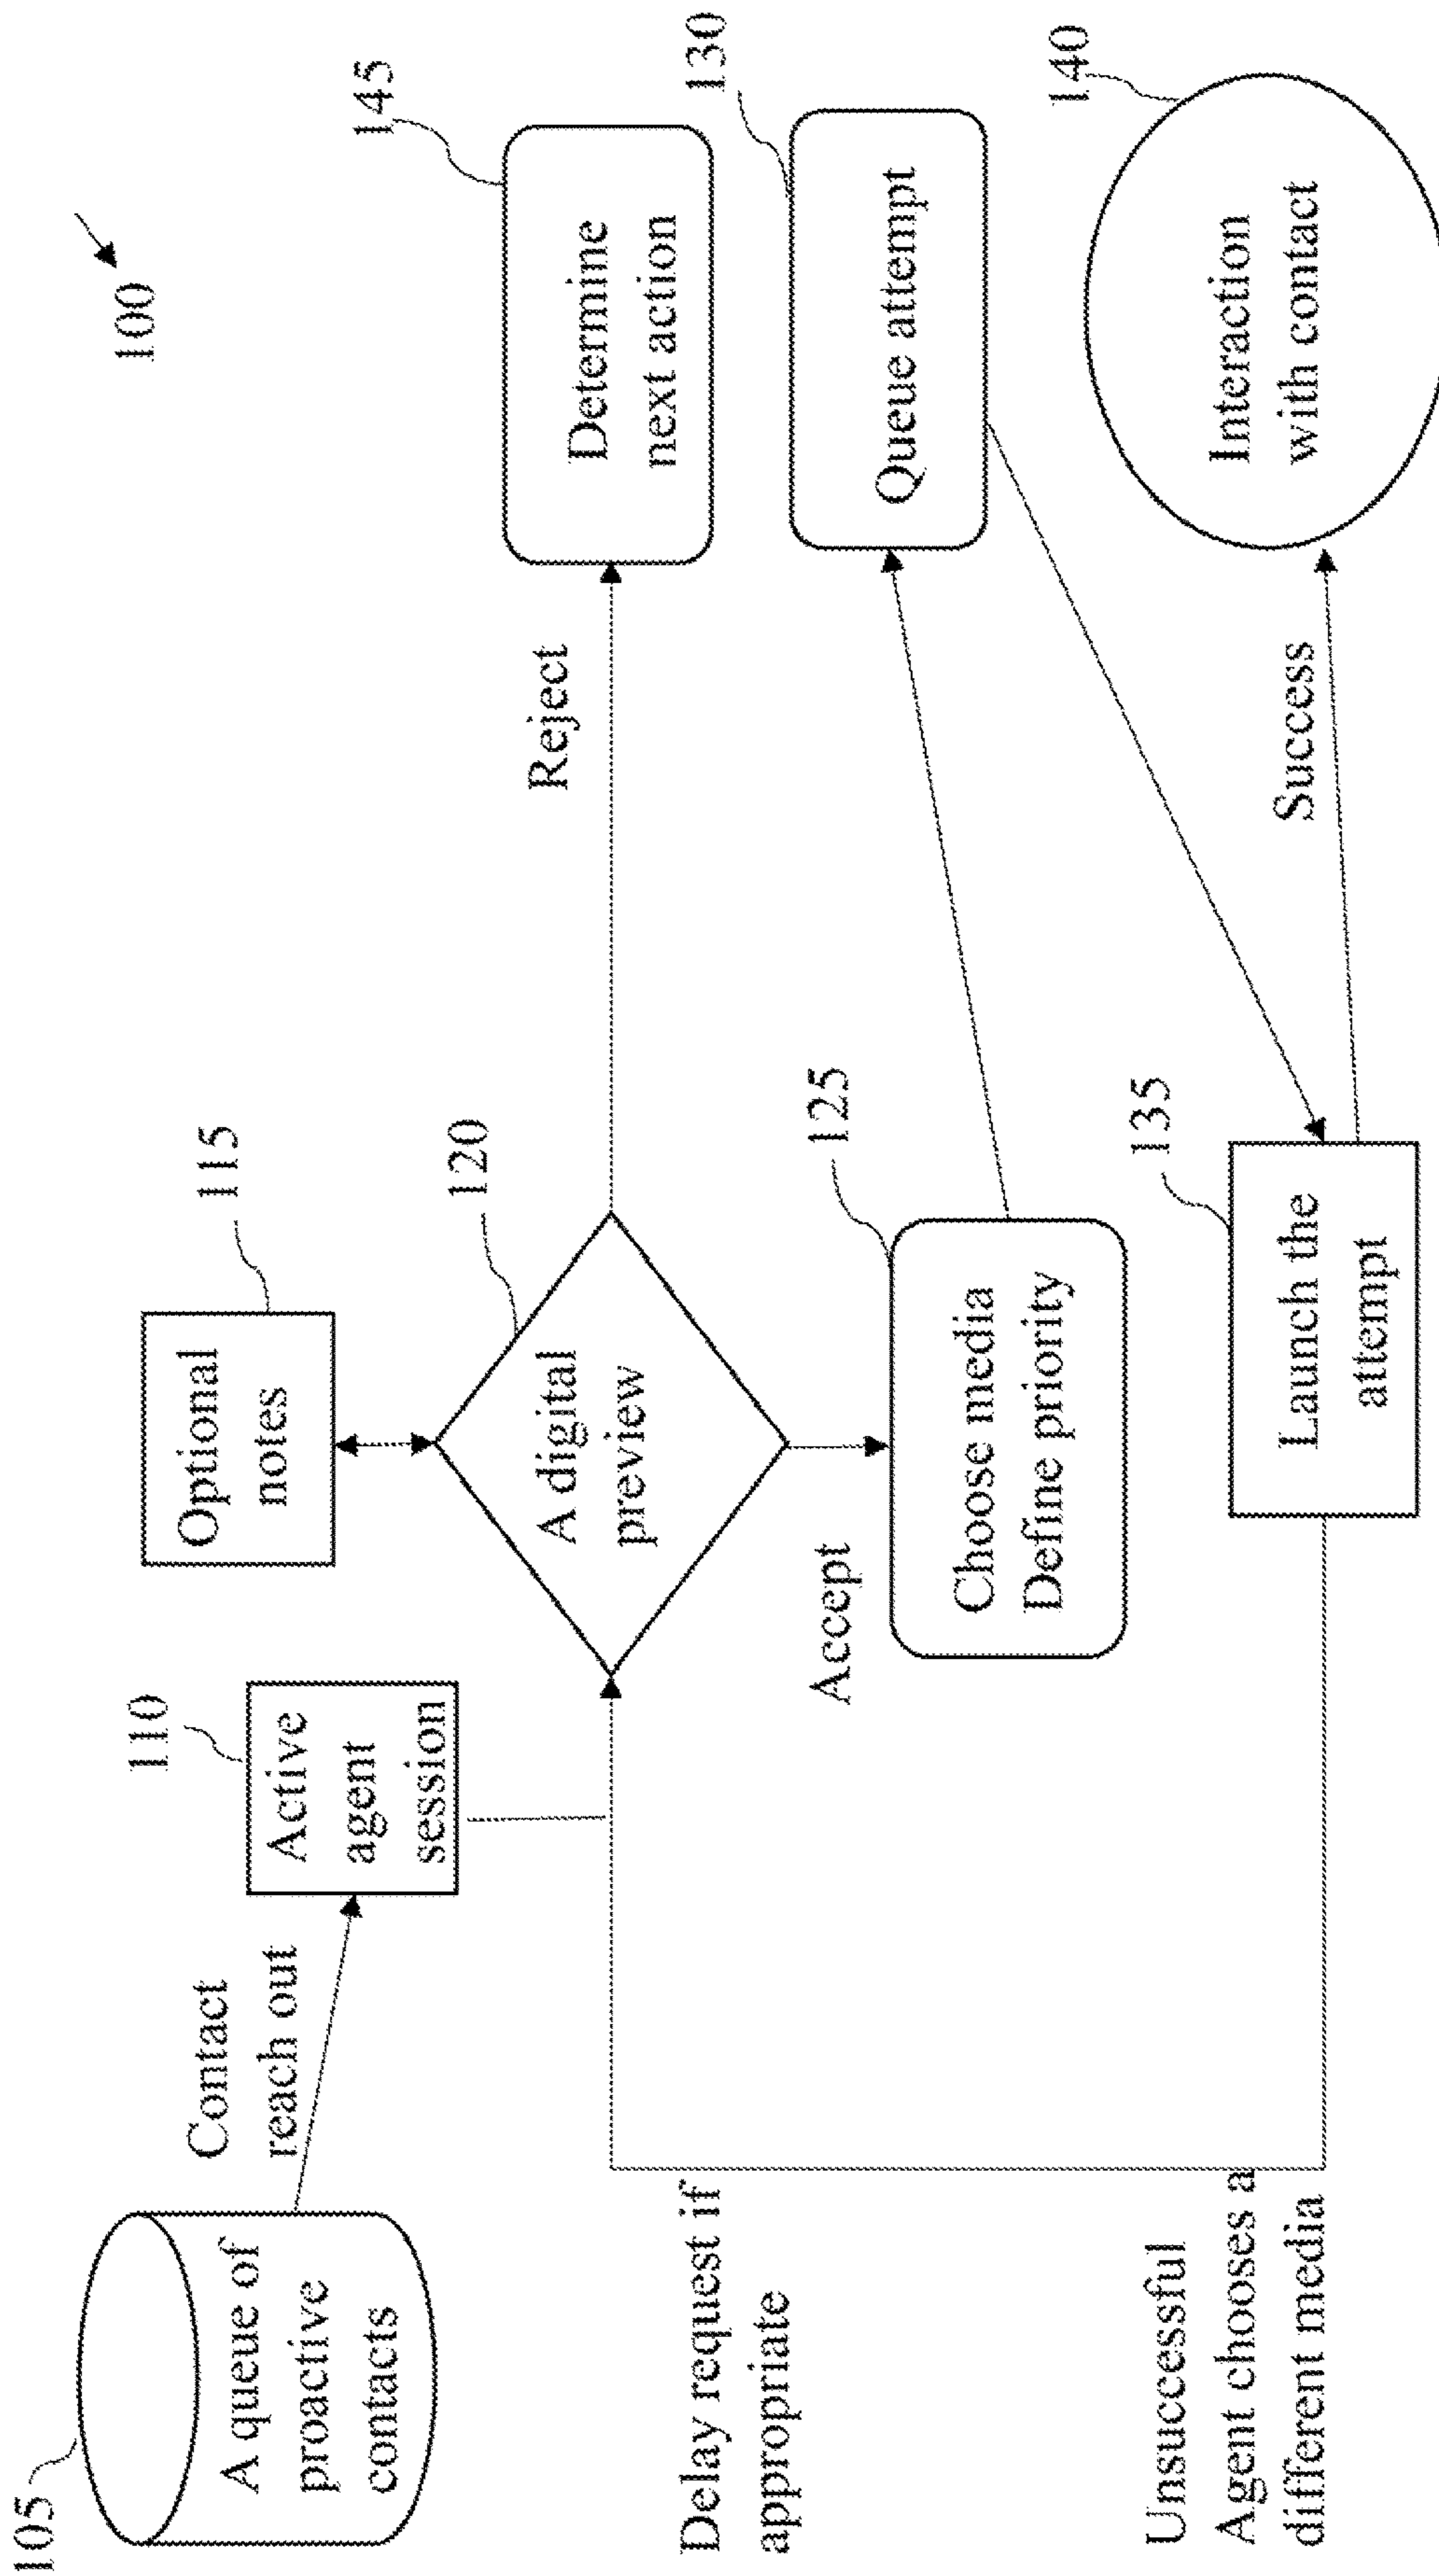 100
105
A queue of
proactive
contacts
Contact
reach out
110
Active
agent
session
115
Optional
notes
120
A digital
preview
Reject
145
Determine
next action
Accept
125
Choose media
Define priority
130
Queue attempt
Delay request if
appropriate
135
Launch the
attempt
Success
140
Interaction
with contact
Unsuccessful
Agent chooses a
different media